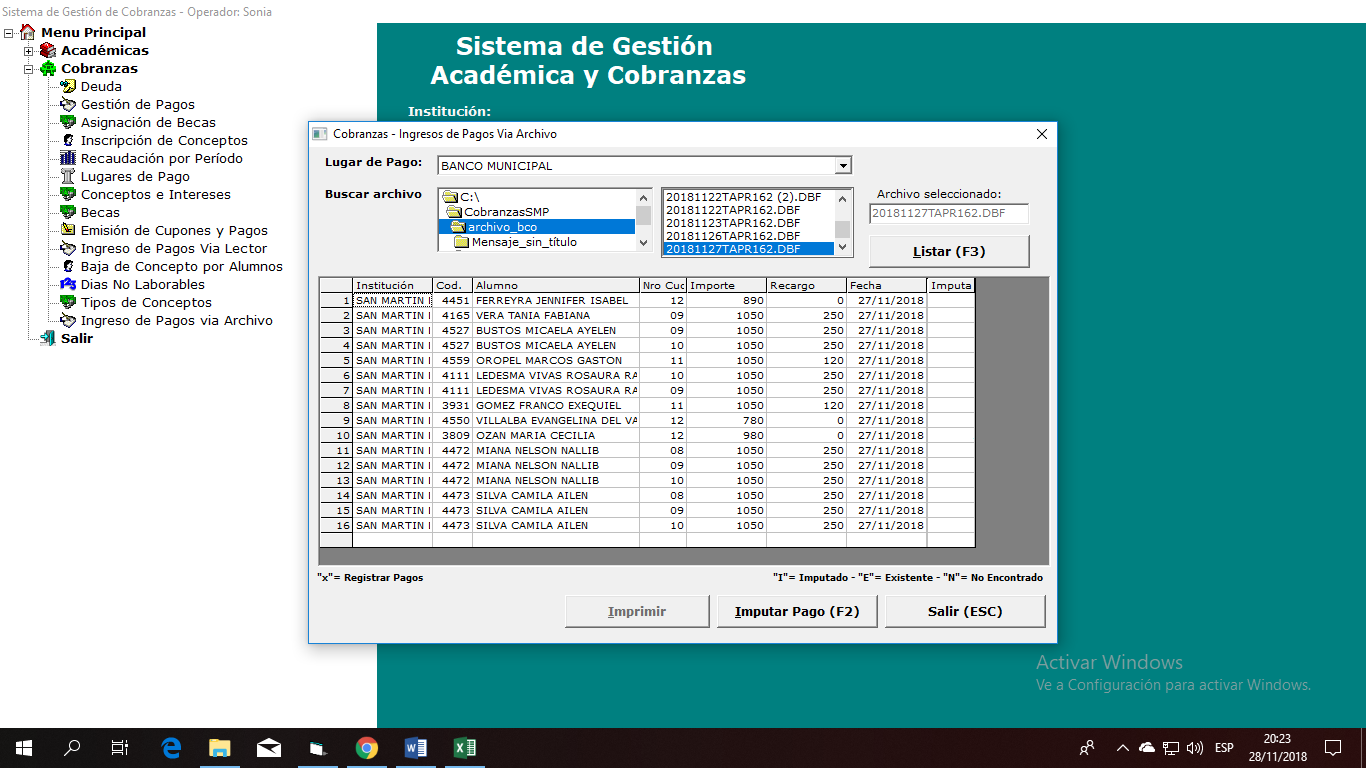 Sistema de Gestión de Cobranzas - Operador: Sonia
Menu Principal
Académicas
Cobranzas
Deuda
Gestión de Pagos
Asignación de Becas
Inscripción de Conceptos
Recaudación por Período
Lugares de Pago
Conceptos e Intereses
Becas
Emisión de Cupones y Pagos
Ingreso de Pagos Via Lector
Baja de Concepto por Alumnos
Dias No Laborables
Tipos de Conceptos
Ingreso de Pagos via Archivo
Salir
Sistema de Gestión
Académica y Cobranzas
Institución:
Cobranzas - Ingresos de Pagos Via Archivo
Lugar de Pago: BANCO MUNICIPAL
Buscar archivo
C:\
CobranzasSMP
archivo_bco
Mensaje_sin_título
20181122TAPR162 (2).DBF
20181122TAPR162.DBF
20181123TAPR162.DBF
20181126TAPR162.DBF
20181127TAPR162.DBF
Archivo seleccionado:
20181127TAPR162.DBF
Listar (F3)
Institución Cod. Alumno Nro Cuc Importe Recargo Fecha Imputa
1 SAN MARTIN 4451 FERREYRA JENNIFER ISABEL 12 890 0 27/11/2018
2 SAN MARTIN 4165 VERA TANIA FABIANA 09 1050 250 27/11/2018
3 SAN MARTIN 4527 BUSTOS MICAELA AYELEN 09 1050 250 27/11/2018
4 SAN MARTIN 4527 BUSTOS MICAELA AYELEN 10 1050 250 27/11/2018
5 SAN MARTIN 4559 OROPEL MARCOS GASTON 11 1050 120 27/11/2018
6 SAN MARTIN 4111 LEDESMA VIVAS ROSAURA RA 10 1050 250 27/11/2018
7 SAN MARTIN 4111 LEDESMA VIVAS ROSAURA RA 09 1050 250 27/11/2018
8 SAN MARTIN 3931 GOMEZ FRANCO EXEQUIEL 11 1050 120 27/11/2018
9 SAN MARTIN 4550 VILLALBA EVANGELINA DEL VA 12 780 0 27/11/2018
10 SAN MARTIN 3809 OZAN MARIA CECILIA 12 980 0 27/11/2018
11 SAN MARTIN 4472 MIANA NELSON NALLIB 08 1050 250 27/11/2018
12 SAN MARTIN 4472 MIANA NELSON NALLIB 09 1050 250 27/11/2018
13 SAN MARTIN 4472 MIANA NELSON NALLIB 10 1050 250 27/11/2018
14 SAN MARTIN 4473 SILVA CAMILA AILEN 08 1050 250 27/11/2018
15 SAN MARTIN 4473 SILVA CAMILA AILEN 09 1050 250 27/11/2018
16 SAN MARTIN 4473 SILVA CAMILA AILEN 10 1050 250 27/11/2018
"x"= Registrar Pagos
"I"= Imputado - "E"= Existente - "N"= No Encontrado
Imprimir
Imputar Pago (F2)
Salir (ESC)
Activar Windows
Ve a Configuración para activar Windows.
ESP
20:23
28/11/2018